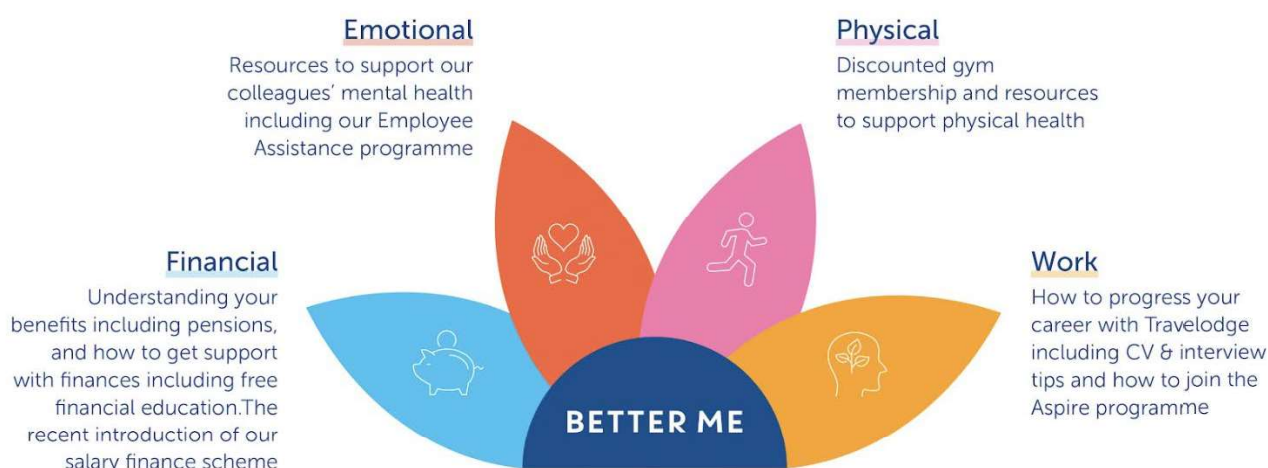 Emotional
Resources to support our
colleagues' mental health
including our Employee
Assistance programme
Physical
Discounted gym
membership and resources
to support physical health
Financial
Understanding your
benefits including pensions,
and how to get support
with finances including free
financial education.The
recent introduction of our
salary finance scheme
Work
How to progress your
career with Travelodge
including CV & interview
tips and how to join the
Aspire programme
BETTER ME